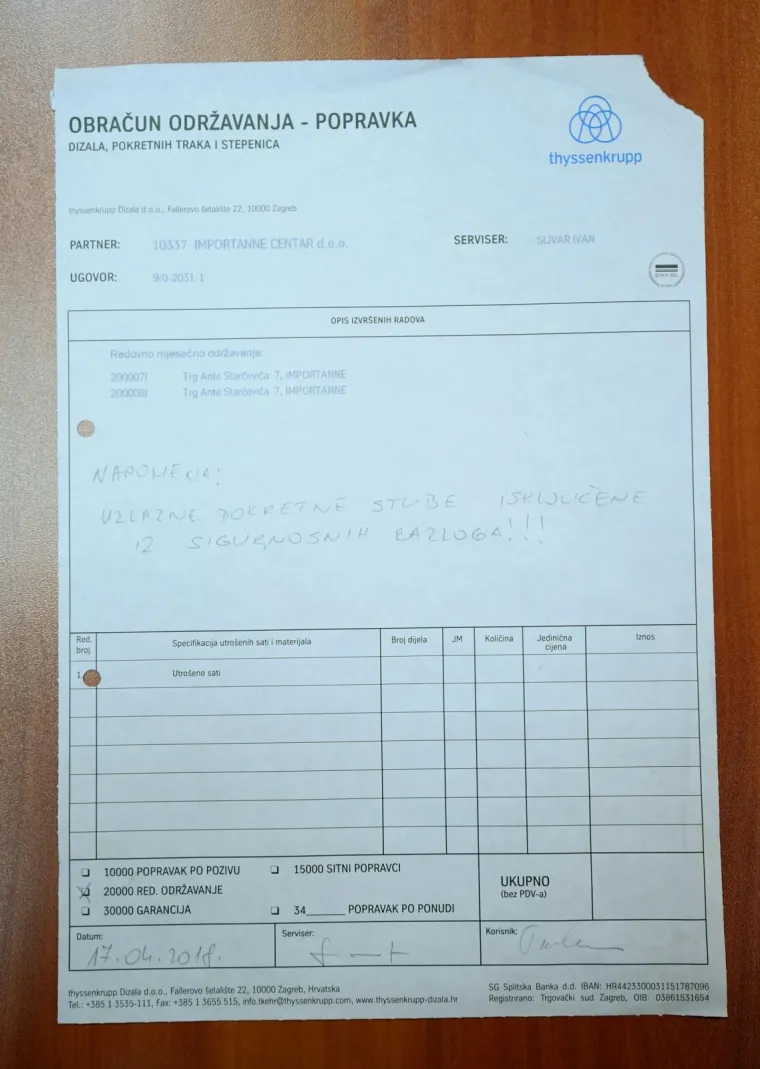 OBRAČUN ODRŽAVANJA - POPRAVKA
DIZALA, POKRETNIH TRAKA I STEPENICA
thyssenkrupp
thyssenkrupp Dizala d.o.o., Fallerovo šetalište 22, 10000 Zagreb
PARTNER: 10337 IMPORTANNE CENTAR d.o.o. SERVISER: SLIVAR IVAN
UGOVOR: 9/0-2031-1
OPIS IZVRŠENIH RADOVA
Redovno mjesečno održavanje:
200007I Trg Ante Starčevića 7, IMPORTANNE
200008I Trg Ante Starčevića 7, IMPORTANNE
NAPOMENA:
UZLAZNE POKRETNE STUBE ISKLJUČENE
IZ SIGURNOSNIH RAZLOGA!!!
Red. broj. Specifikacija utrošenih sati i materijala Broj dijela JM Količina Jedinična cijena Iznos
1. Utrošeno sati
10000 POPRAVAK PO POZIVU 15000 SITNI POPRAVCI
20000 RED. ODRŽAVANJE
30000 GARANCIJA 34______ POPRAVAK PO PONUDI
UKUPNO
(bez PDV-a)
Datum: Serviser: Korisnik:
17.04.2018.
thyssenkrupp Dizala d.o.o., Fallerovo šetalište 22, 10000 Zagreb, Hrvatska
Tel.: +385 1 3535-111, Fax: +385 1 3655 515, info.tkehr@thyssenkrupp.com, www.thyssenkrupp-dizala.hr
SG Splitska Banka d.d. IBAN: HR4423300031151787096
Registrirano: Trgovački sud Zagreb, OIB: 03861531654